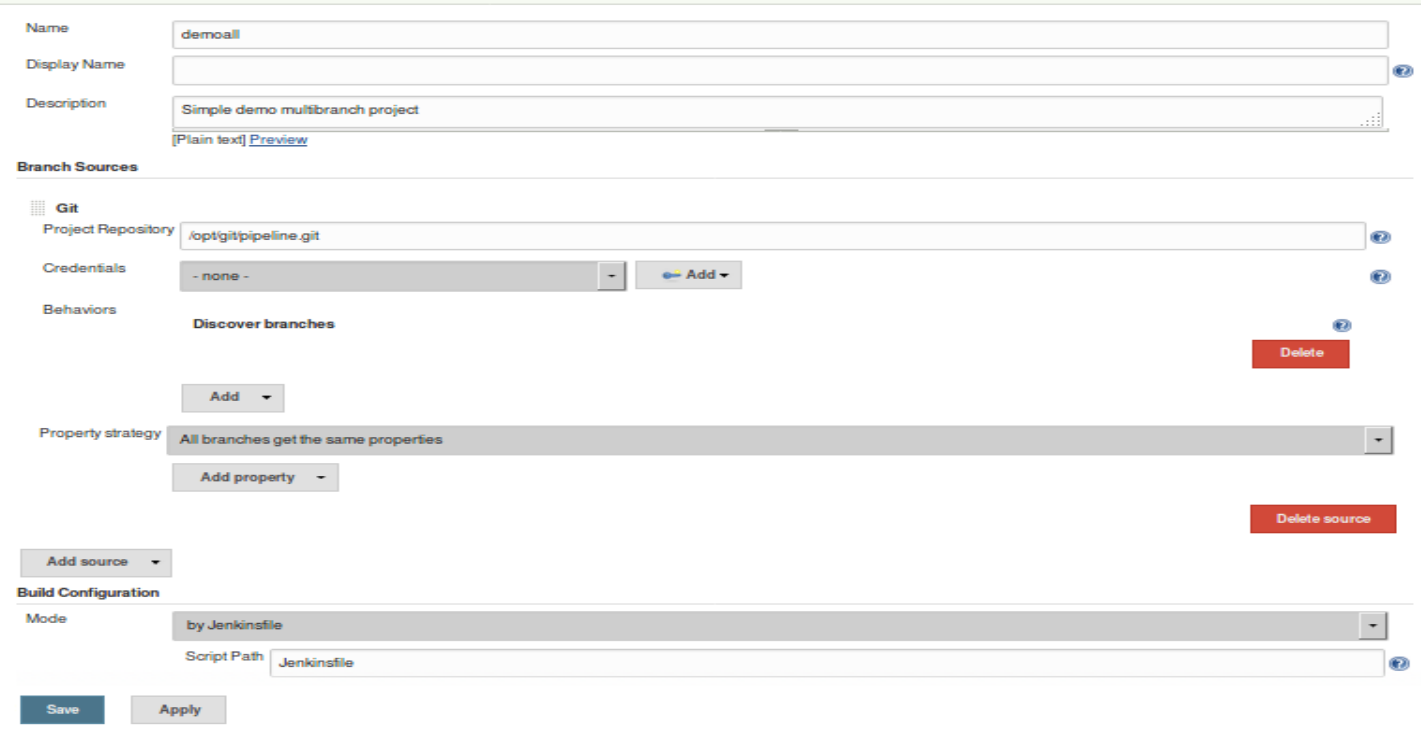 Name
demoall
Display Name
Description
Simple demo multibranch project
[Plain text] Preview
Branch Sources
Git
Project Repository
/opt/git/pipeline.git
Credentials
- none -
Add
Behaviors
Discover branches
Delete
Add
Property strategy
All branches get the same properties
Add property
Delete source
Add source
Build Configuration
Mode
by Jenkinsfile
Script Path
Jenkinsfile
Save Apply